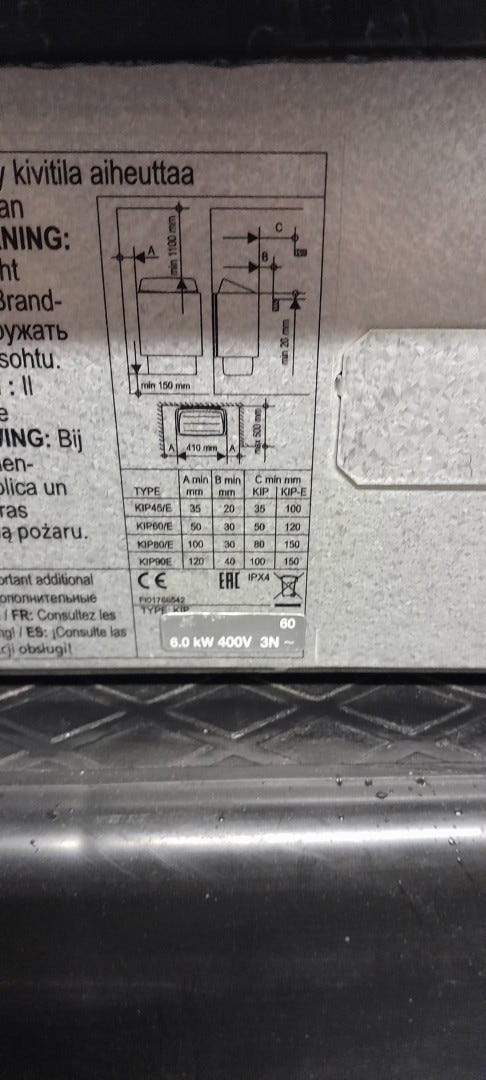 kivitila aiheuttaa
an
NING:
ht
Brand-
ружать
sohtu.
: II
e
ING: Bij
en-
olica un
ras
ą pożaru.
A
min 1100 mm
C
B
min 20 mm
min 150 mm
A
410 mm
A
max 500 mm
A min B min C min mm
TYPE mm mm KIP KIP-E
KIP45/E 35 20 35 100
KIP60/E 50 30 50 120
KIP80/E 100 30 80 150
KIP90E 120 40 100 150
CE EAC IPX4
TYPE: KIP
60
6.0 kW 400V 3N ~
ortant additional
ополнительные
/ FR: Consultez les
ng! / ES: ¡Consulte las
cji obsługi!